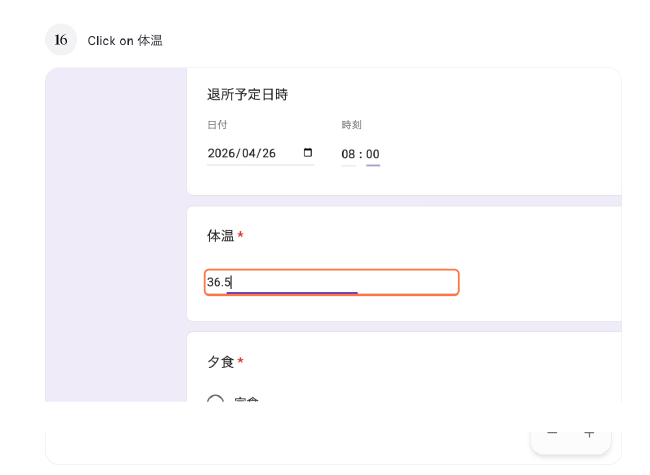 16 Click on 体温
退所予定日時
日付 時刻
2026/04/26 08 : 00
体温 *
36.5
夕食 *